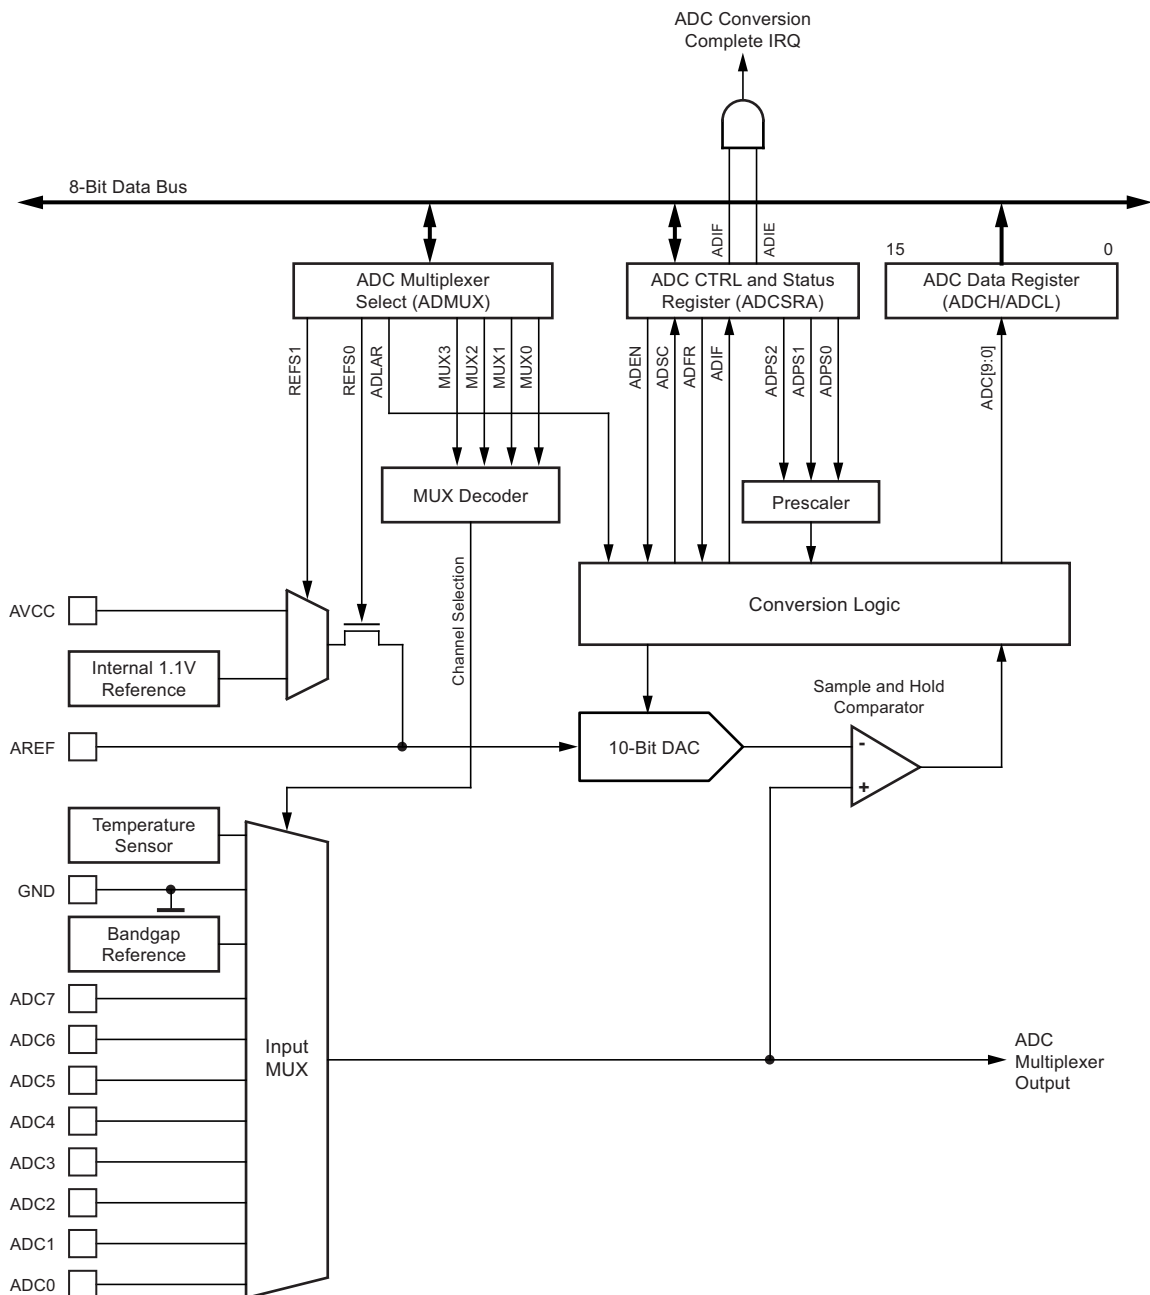 ADC Conversion
Complete IRQ
8-Bit Data Bus
ADIF
ADIE
15
0
ADC Multiplexer
Select (ADMUX)
ADC CTRL and Status
Register (ADCSRA)
ADC Data Register
(ADCH/ADCL)
REFS1
REFS0
ADLAR
MUX3
MUX2
MUX1
MUX0
ADEN
ADSC
ADFR
ADIF
ADPS2
ADPS1
ADPS0
ADC[9:0]
MUX Decoder
Prescaler
Channel Selection
Conversion Logic
AVCC
Internal 1.1V
Reference
Sample and Hold
Comparator
AREF
10-Bit DAC
-
+
Temperature
Sensor
GND
Bandgap
Reference
ADC7
ADC6
ADC5
ADC4
ADC3
ADC2
ADC1
ADC0
Input
MUX
ADC
Multiplexer
Output